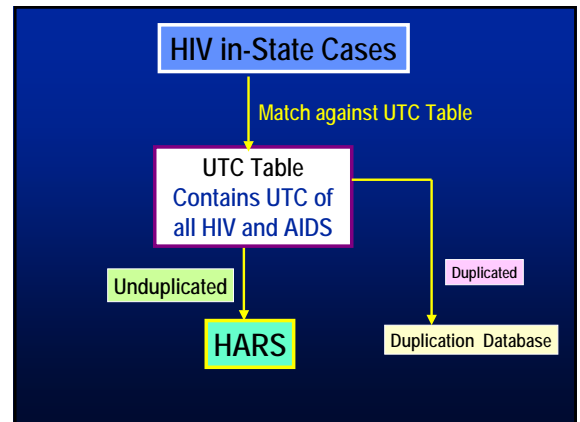 HIV in-State Cases
Match against UTC Table
UTC Table
Contains UTC of
all HIV and AIDS
Duplicated
Unduplicated
HARS
Duplication Database